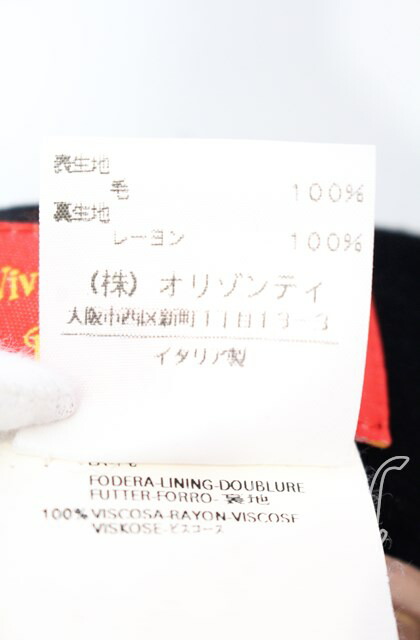 表生地
毛 100%
裏生地
レーヨン 100%
(株) オリゾンティ
大阪市西区新町1丁目13-3
イタリア製
Viv
FODERA-LINING-DOUBLURE
FUTTER-FORRO-裏地
100% VISCOSA-RAYON-VISCOSE
VISKOSE-ビスコース